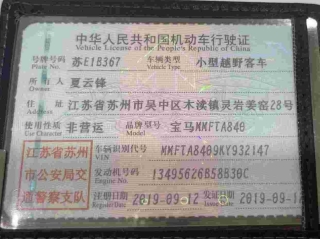 中华人民共和国机动车行驶证
Vehicle License of the People's Republic of China
号牌号码 苏E1B367 车辆类型 小型越野客车
Plate No. Vehicle Type
所有人 夏云锋
Owner
住址 江苏省苏州市吴中区木渎镇灵岩姜窑28号
Address
使用性质 非营运 品牌型号 宝马MMFTA840
Use Character Model
江苏省苏州市公安局交通警察支队
车辆识别代号 MMFTA8409KY932147
VIN
发动机号码 13495626B58B30C
Engine No.
注册日期 2019-09-17 发证日期 2019-09-17
Register Date Issue Date